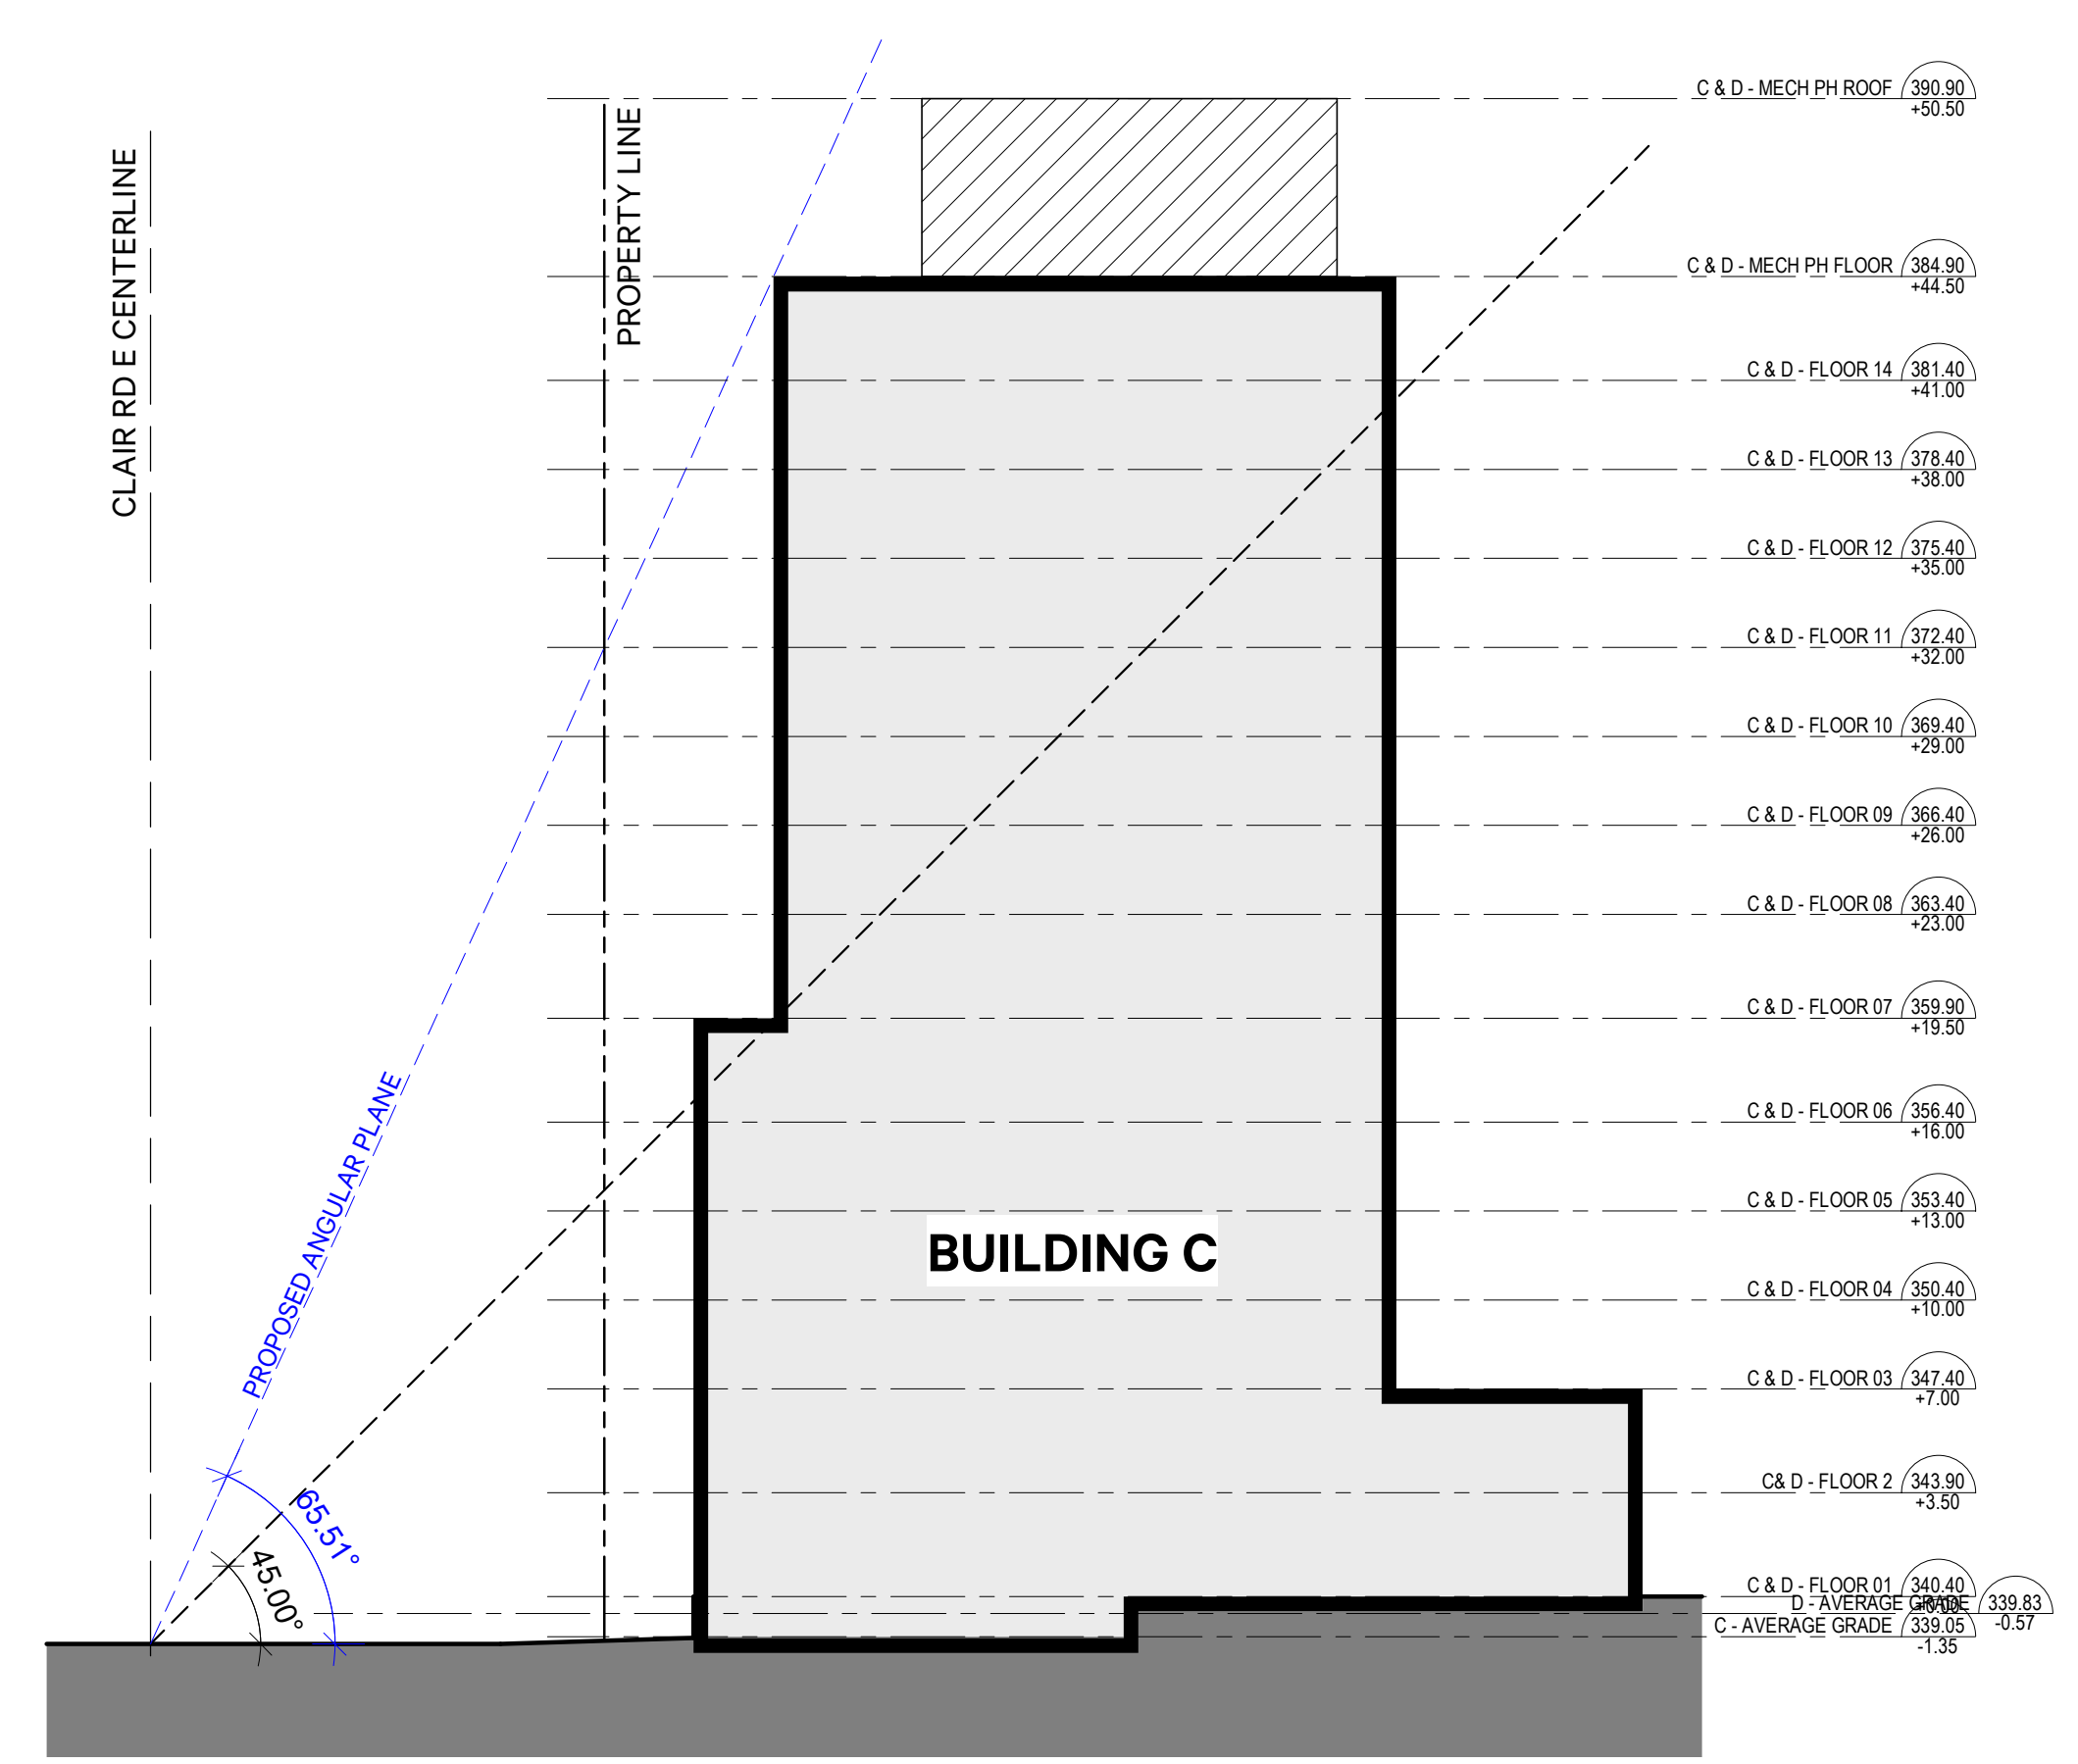 CLAIR RD E CENTERLINE
PROPERTY LINE
PROPOSED ANGULAR PLANE
65.51°
45.00°
BUILDING C
C & D - MECH PH ROOF 390.90
+50.50
C & D - MECH PH FLOOR 384.90
+44.50
C & D - FLOOR 14 381.40
+41.00
C & D - FLOOR 13 378.40
+38.00
C & D - FLOOR 12 375.40
+35.00
C & D - FLOOR 11 372.40
+32.00
C & D - FLOOR 10 369.40
+29.00
C & D - FLOOR 09 366.40
+26.00
C & D - FLOOR 08 363.40
+23.00
C & D - FLOOR 07 359.90
+19.50
C & D - FLOOR 06 356.40
+16.00
C & D - FLOOR 05 353.40
+13.00
C & D - FLOOR 04 350.40
+10.00
C & D - FLOOR 03 347.40
+7.00
C& D - FLOOR 2 343.90
+3.50
C & D - FLOOR 01 340.40
+0.00
D - AVERAGE GRADE 339.83
-0.57
C - AVERAGE GRADE 339.05
-1.35